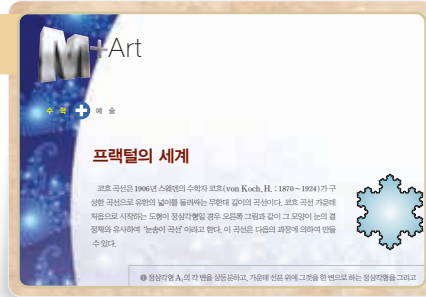 M+Art
수 학 + 예 술
프랙털의 세계
코흐 곡선은 1906년 스웨덴의 수학자 코흐(von Koch, H. : 1870~1924)가 구
성한 곡선으로 유한의 넓이를 둘러싸는 무한대 길이의 곡선이다. 코흐 곡선 가운데
처음으로 시작하는 도형이 정삼각형일 경우 오른쪽 그림과 같이 그 모양이 눈의 결
정체와 유사하여 '눈송이 곡선'이라고 한다. 이 곡선은 다음의 과정에 의하여 만들
수 있다.
❶ 정삼각형 A₁의 각 변을 삼등분하고, 가운데 선분 위에 그것을 한 변으로 하는 정삼각형을 그리고